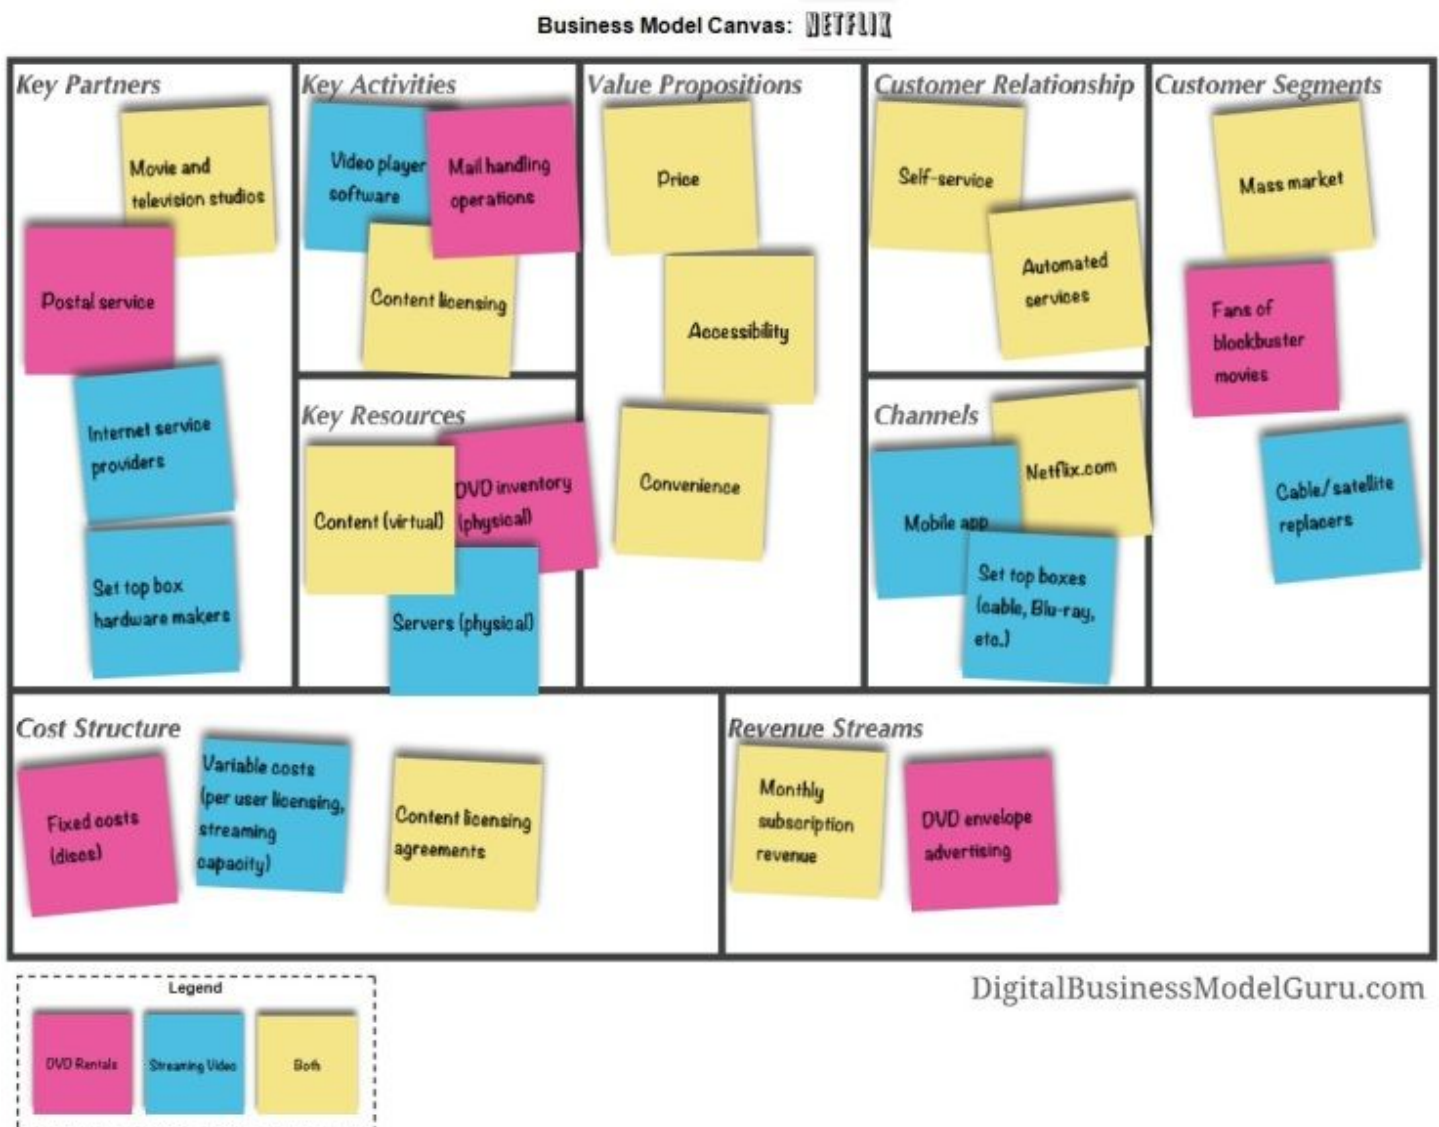 Business Model Canvas: NETFLIX
Key Partners
Movie and
television studios
Postal service
Internet service
providers
Set top box
hardware makers
Key Activities
Video player
software
Mail handling
operations
Content licensing
Key Resources
Content (virtual)
DVD inventory
(physical)
Servers (physical)
Value Propositions
Price
Accessibility
Convenience
Customer Relationship
Self-service
Automated
services
Channels
Netflix.com
Mobile app
Set top boxes
(cable, Blu-ray,
etc.)
Customer Segments
Mass market
Fans of
blockbuster
movies
Cable/satellite
replacers
Cost Structure
Fixed costs
(discs)
Variable costs
(per user licensing,
streaming
capacity)
Content licensing
agreements
Revenue Streams
Monthly
subscription
revenue
DVD envelope
advertising
Legend
DVD Rentals
Streaming Video
Both
DigitalBusinessModelGuru.com